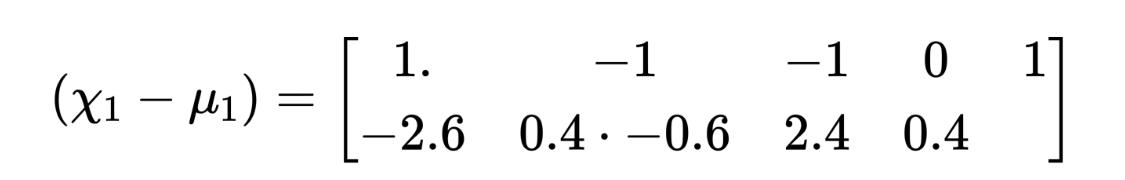 (χ₁ − μ₁) = [ 1. −1 −1 0 1 ]
[ −2.6 0.4 · −0.6 2.4 0.4 ]